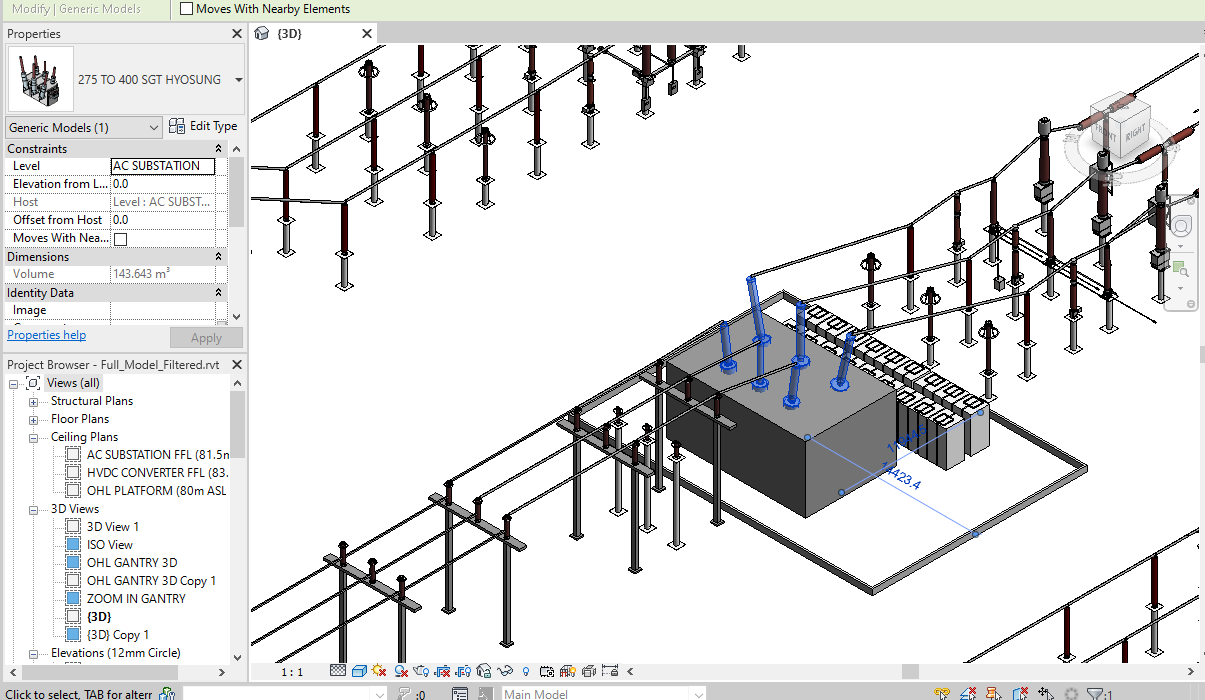 Modify | Generic Models
Moves With Nearby Elements
Properties
{3D}
275 TO 400 SGT HYOSUNG
Generic Models (1)
Edit Type
Constraints
Level
AC SUBSTATION
Elevation from L...
0.0
Host
Level : AC SUBST...
Offset from Host
0.0
Moves With Nea...
Dimensions
Volume
143.643 m³
Identity Data
Image
Properties help
Apply
Project Browser - Full_Model_Filtered.rvt
Views (all)
Structural Plans
Floor Plans
Ceiling Plans
AC SUBSTATION FFL (81.5m
HVDC CONVERTER FFL (83.
OHL PLATFORM (80m ASL
3D Views
3D View 1
ISO View
OHL GANTRY 3D
OHL GANTRY 3D Copy 1
ZOOM IN GANTRY
{3D}
{3D} Copy 1
Elevations (12mm Circle)
FRONT
RIGHT
14423.4
1 : 1
Click to select, TAB for altern
:0
Main Model
:1